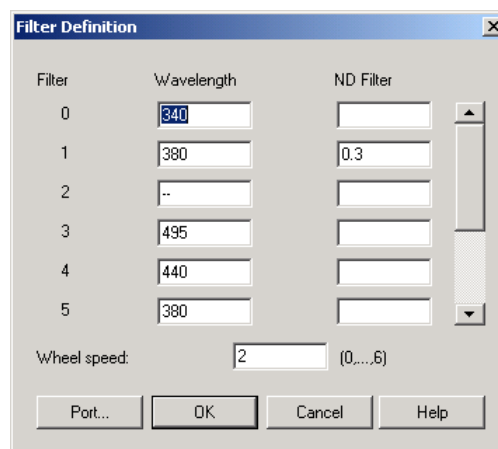 Filter Definition
Filter Wavelength ND Filter
0 340
1 380 0.3
2 --
3 495
4 440
5 380
Wheel speed: 2 (0,...,6)
Port... OK Cancel Help